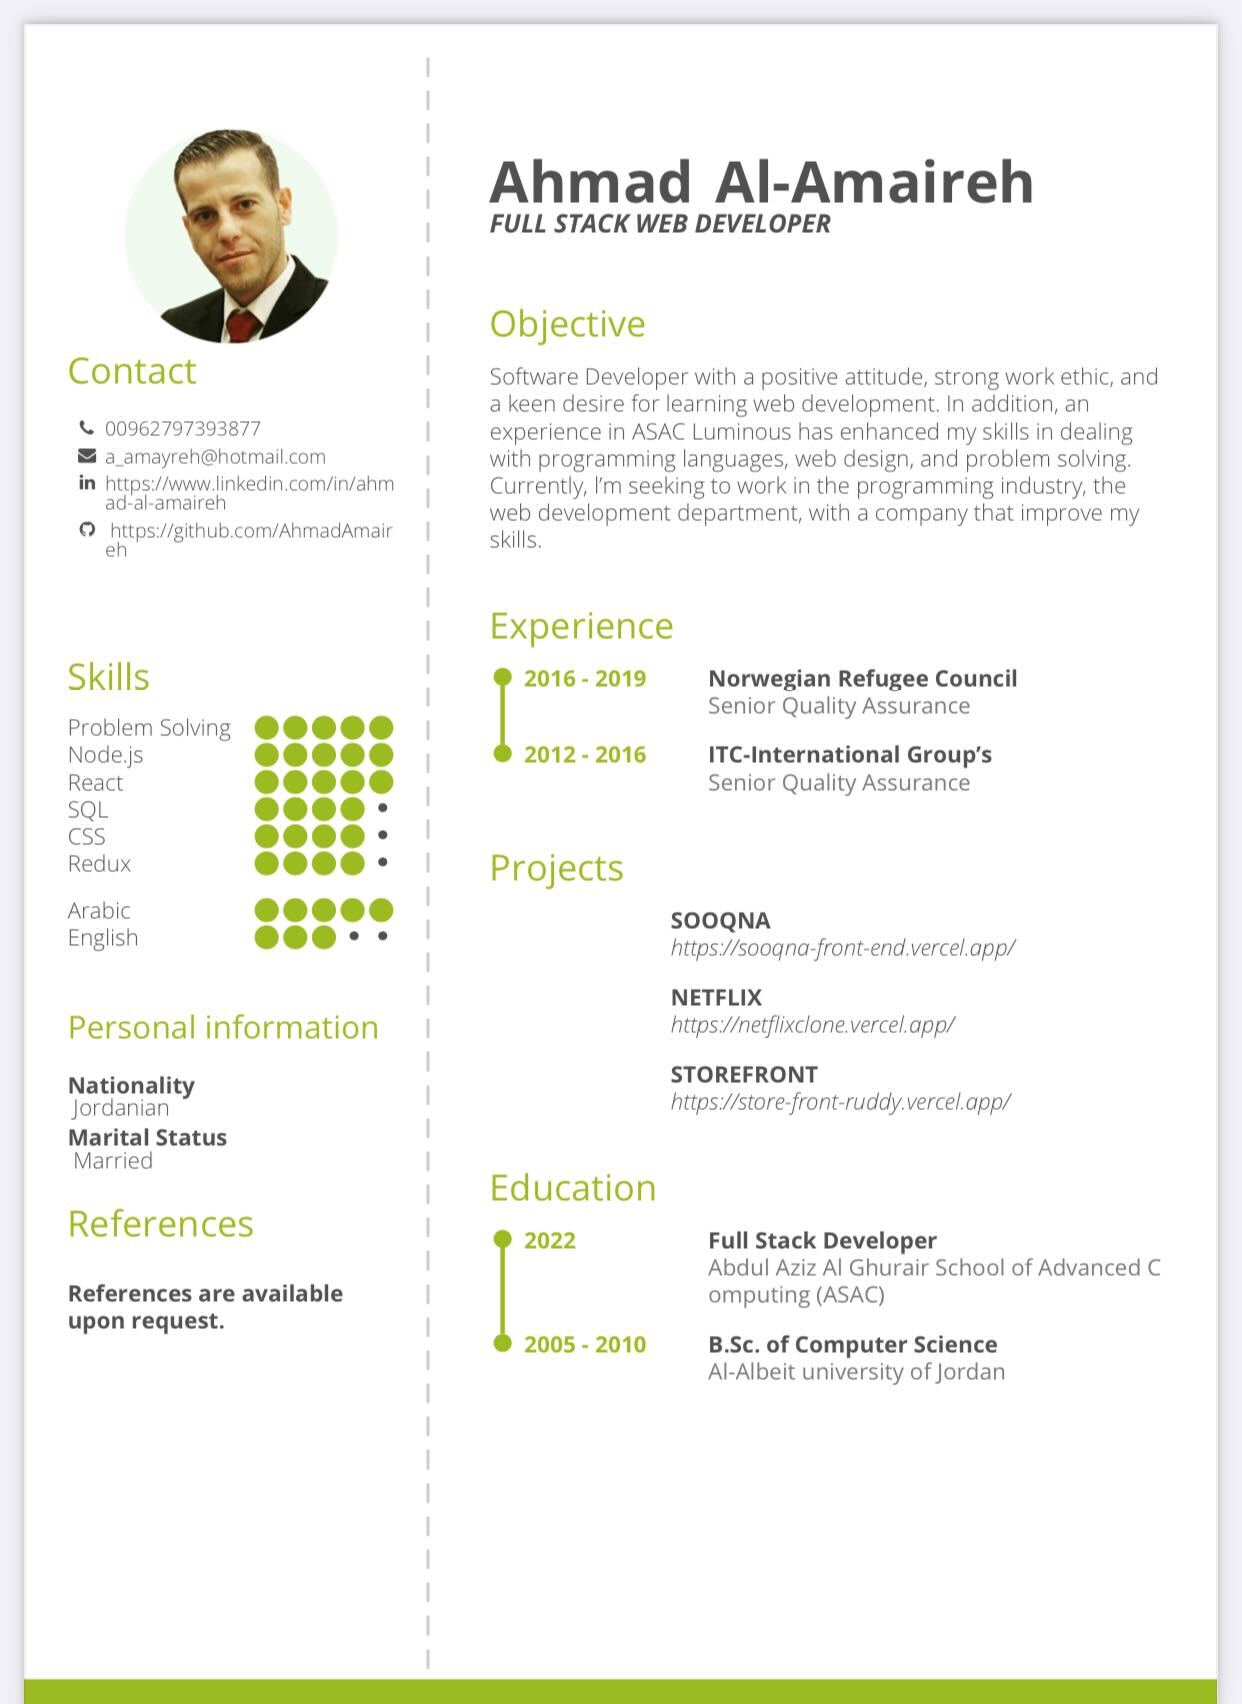 Ahmad Al-Amaireh
FULL STACK WEB DEVELOPER
Contact
00962797393877
a_amayreh@hotmail.com
https://www.linkedin.com/in/ahm
ad-al-amaireh
https://github.com/AhmadAmair
eh
Skills
Problem Solving
Node.js
React
SQL
CSS
Redux
Arabic
English
Personal information
Nationality
Jordanian
Marital Status
Married
References
References are available
upon request.
Objective
Software Developer with a positive attitude, strong work ethic, and
a keen desire for learning web development. In addition, an
experience in ASAC Luminous has enhanced my skills in dealing
with programming languages, web design, and problem solving.
Currently, I’m seeking to work in the programming industry, the
web development department, with a company that improve my
skills.
Experience
2016 - 2019 Norwegian Refugee Council
Senior Quality Assurance
2012 - 2016 ITC-International Group’s
Senior Quality Assurance
Projects
SOOQNA
https://sooqna-front-end.vercel.app/
NETFLIX
https://netflixclone.vercel.app/
STOREFRONT
https://store-front-ruddy.vercel.app/
Education
2022 Full Stack Developer
Abdul Aziz Al Ghurair School of Advanced C
omputing (ASAC)
2005 - 2010 B.Sc. of Computer Science
Al-Albeit university of Jordan